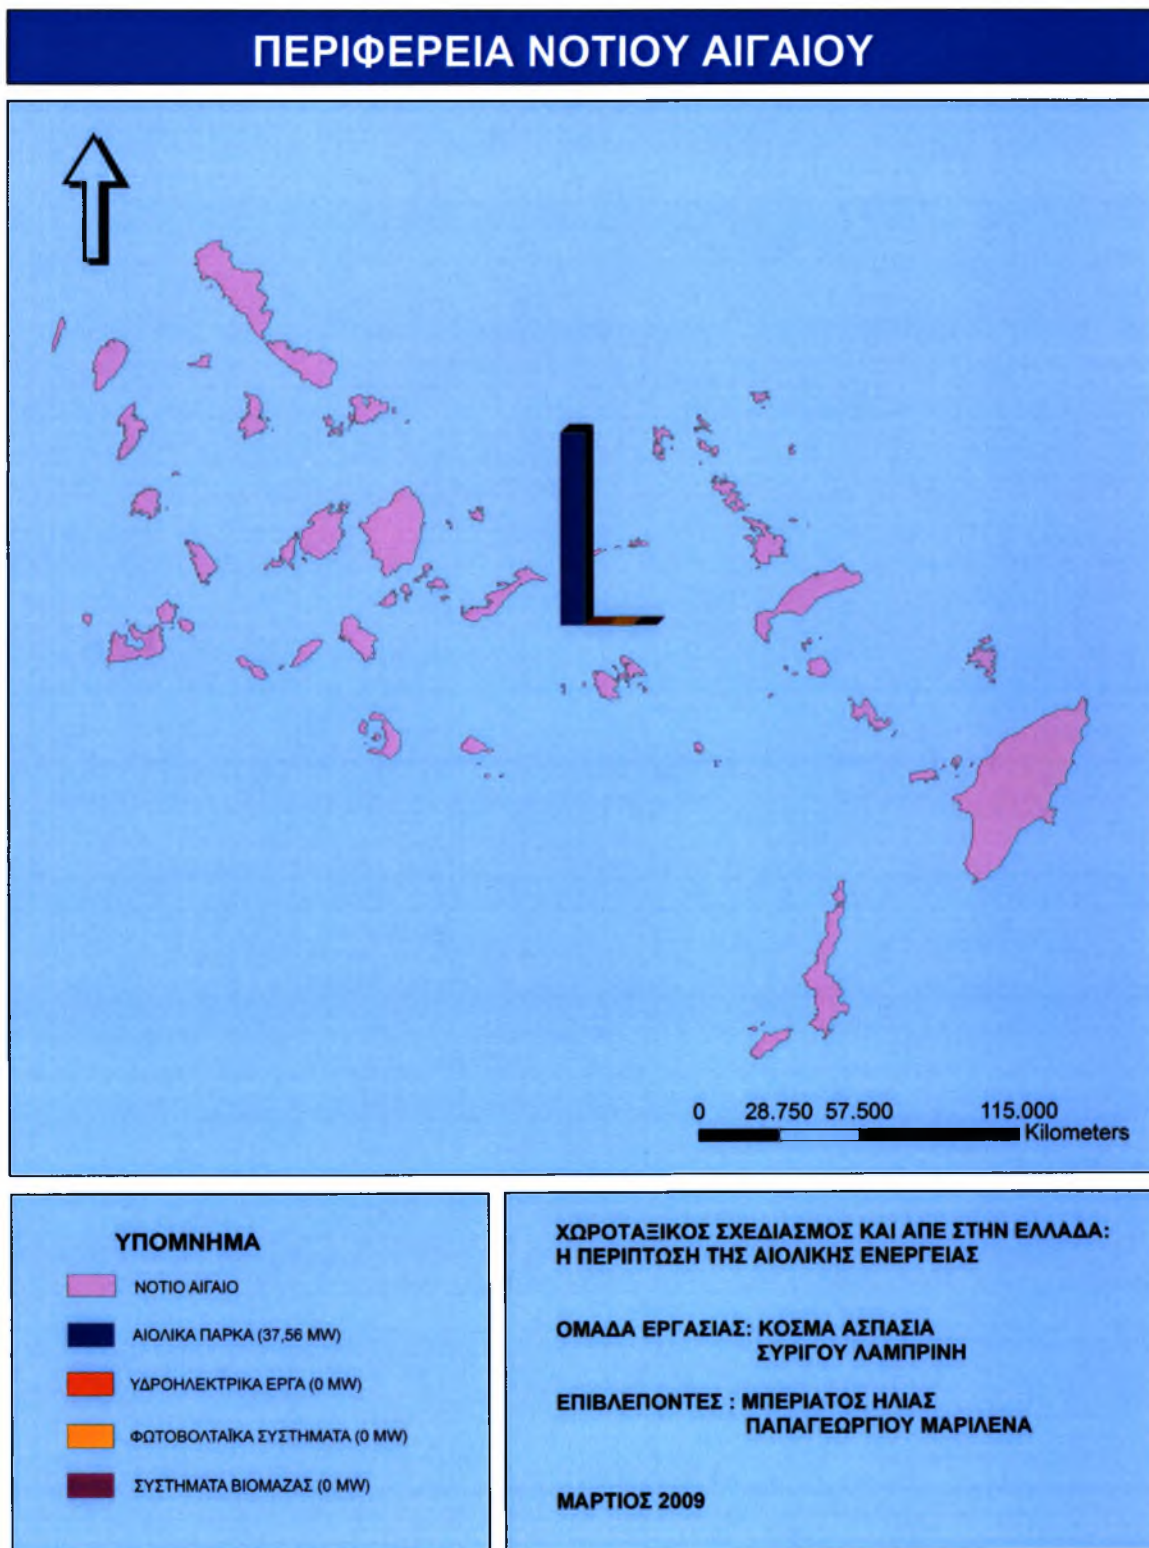 ΠΕΡΙΦΕΡΕΙΑ ΝΟΤΙΟΥ ΑΙΓΑΙΟΥ
0 28.750 57.500 115.000
Kilometers
ΥΠΟΜΝΗΜΑ
ΝΟΤΙΟ ΑΙΓΑΙΟ
ΑΙΟΛΙΚΑ ΠΑΡΚΑ (37,56 MW)
ΥΔΡΟΗΛΕΚΤΡΙΚΑ ΕΡΓΑ (0 MW)
ΦΩΤΟΒΟΛΤΑΪΚΑ ΣΥΣΤΗΜΑΤΑ (0 MW)
ΣΥΣΤΗΜΑΤΑ ΒΙΟΜΑΖΑΣ (0 MW)
ΧΩΡΟΤΑΞΙΚΟΣ ΣΧΕΔΙΑΣΜΟΣ ΚΑΙ ΑΠΕ ΣΤΗΝ ΕΛΛΑΔΑ:
Η ΠΕΡΙΠΤΩΣΗ ΤΗΣ ΑΙΟΛΙΚΗΣ ΕΝΕΡΓΕΙΑΣ
ΟΜΑΔΑ ΕΡΓΑΣΙΑΣ: ΚΟΣΜΑ ΑΣΠΑΣΙΑ
ΣΥΡΙΓΟΥ ΛΑΜΠΡΙΝΗ
ΕΠΙΒΛΕΠΟΝΤΕΣ : ΜΠΕΡΙΑΤΟΣ ΗΛΙΑΣ
ΠΑΠΑΓΕΩΡΓΙΟΥ ΜΑΡΙΛΕΝΑ
ΜΑΡΤΙΟΣ 2009